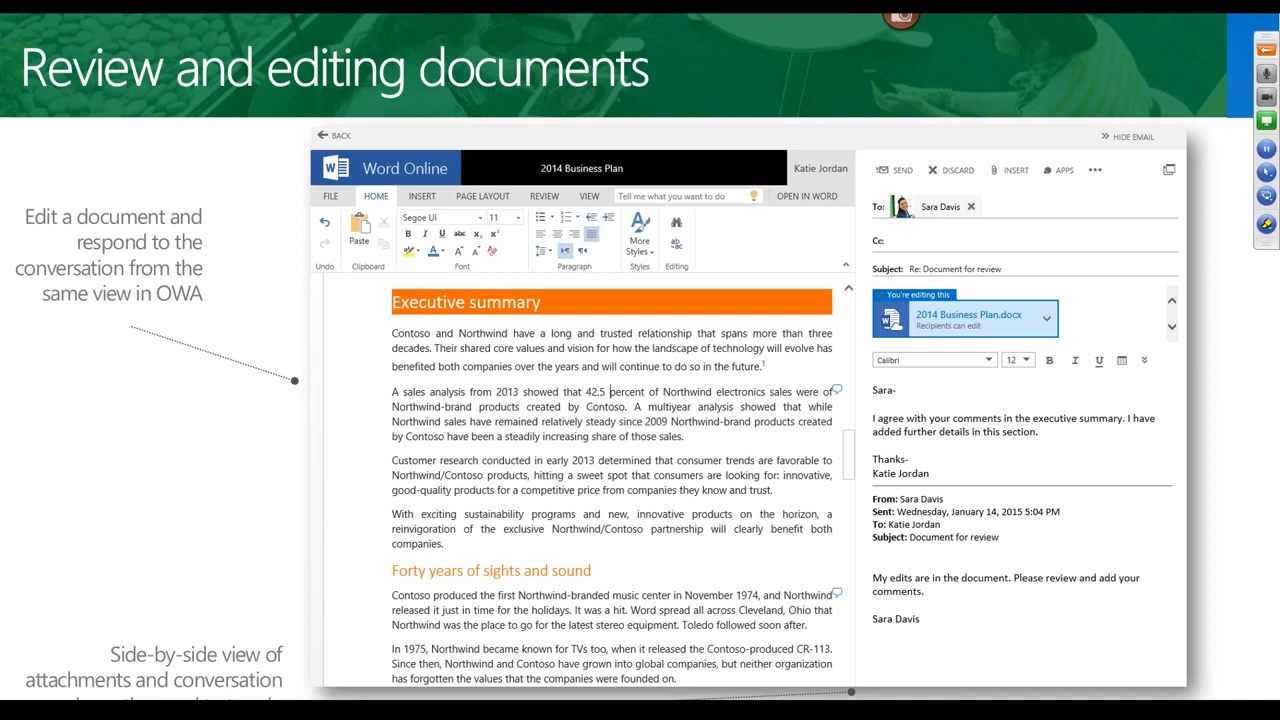 Review and editing documents
Edit a document and
respond to the
conversation from the
same view in OWA
Side-by-side view of
attachments and conversation
BACK
HIDE EMAIL
Word Online
2014 Business Plan
Katie Jordan
FILE HOME INSERT PAGE LAYOUT REVIEW VIEW Tell me what you want to do OPEN IN WORD
Segoe UI 11
Paste
B I U abc x₂ x²
More
Styles
Undo Clipboard Font Paragraph Styles Editing
Executive summary
Contoso and Northwind have a long and trusted relationship that spans more than three
decades. Their shared core values and vision for how the landscape of technology will evolve has
benefited both companies over the years and will continue to do so in the future.¹
A sales analysis from 2013 showed that 42.5 percent of Northwind electronics sales were of
Northwind-brand products created by Contoso. A multiyear analysis showed that while
Northwind sales have remained relatively steady since 2009 Northwind-brand products created
by Contoso have been a steadily increasing share of those sales.
Customer research conducted in early 2013 determined that consumer trends are favorable to
Northwind/Contoso products, hitting a sweet spot that consumers are looking for: innovative,
good-quality products for a competitive price from companies they know and trust.
With exciting sustainability programs and new, innovative products on the horizon, a
reinvigoration of the exclusive Northwind/Contoso partnership will clearly benefit both
companies.
Forty years of sights and sound
Contoso produced the first Northwind-branded music center in November 1974, and Northwind
released it just in time for the holidays. It was a hit. Word spread all across Cleveland, Ohio that
Northwind was the place to go for the latest stereo equipment. Toledo followed soon after.
In 1975, Northwind became known for TVs too, when it released the Contoso-produced CR-113.
Since then, Northwind and Contoso have grown into global companies, but neither organization
has forgotten the values that the companies were founded on.
SEND DISCARD INSERT APPS •••
To: Sara Davis
Cc:
Subject: Re: Document for review
You're editing this
2014 Business Plan.docx
Recipients can edit
Calibri 12 B I U
Sara-
I agree with your comments in the executive summary. I have
added further details in this section.
Thanks-
Katie Jordan
From: Sara Davis
Sent: Wednesday, January 14, 2015 5:04 PM
To: Katie Jordan
Subject: Document for review
My edits are in the document. Please review and add your
comments.
Sara Davis